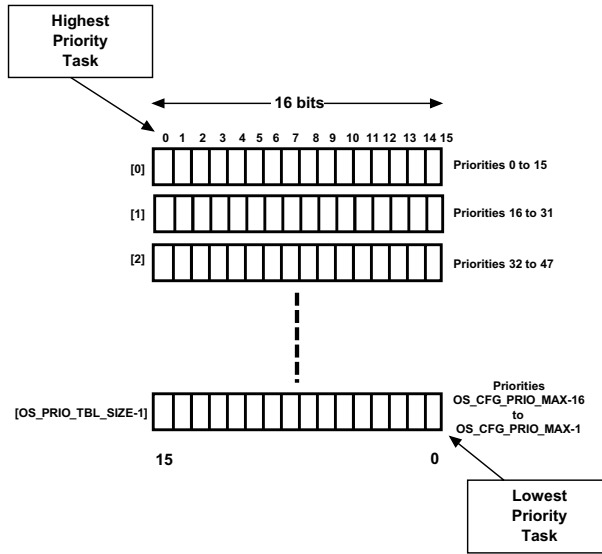 Highest
Priority
Task
16 bits
0 1 2 3 4 5 6 7 8 9 10 11 12 13 14 15
[0] Priorities 0 to 15
[1] Priorities 16 to 31
[2] Priorities 32 to 47
[OS_PRIO_TBL_SIZE-1]
Priorities
OS_CFG_PRIO_MAX-16
to
OS_CFG_PRIO_MAX-1
15 0
Lowest
Priority
Task